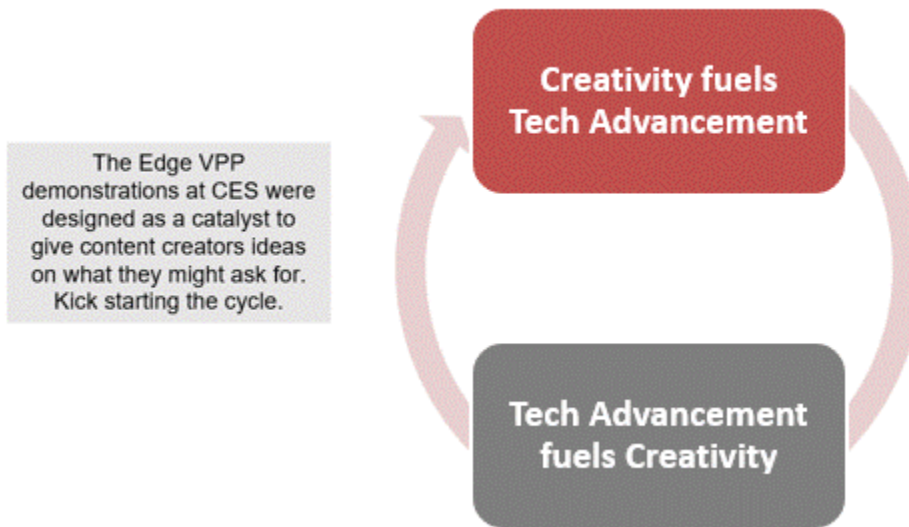 The Edge VPP
demonstrations at CES were
designed as a catalyst to
give content creators ideas
on what they might ask for.
Kick starting the cycle.
Creativity fuels
Tech Advancement
Tech Advancement
fuels Creativity